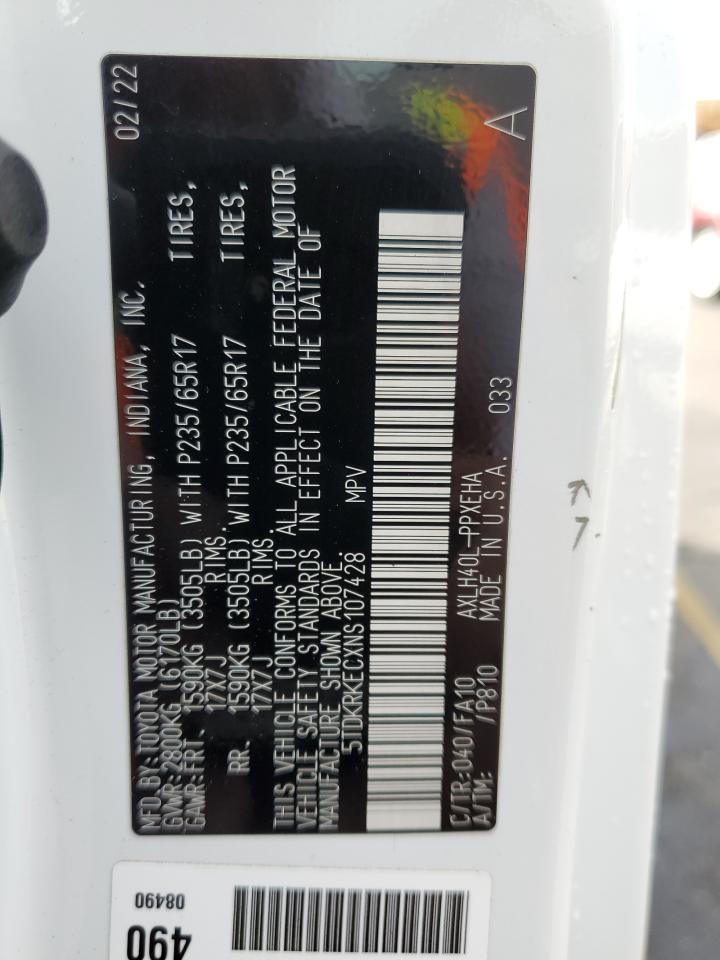 MFD. BY: TOYOTA MOTOR MANUFACTURING, INDIANA, INC. 02/22
GVWR: 2800KG (6170LB)
GAWR: FRT. 1590KG (3505LB) WITH P235/65R17 TIRES,
17X7J RIMS.
RR. 1590KG (3505LB) WITH P235/65R17 TIRES,
17X7J RIMS.
THIS VEHICLE CONFORMS TO ALL APPLICABLE FEDERAL MOTOR
VEHICLE SAFETY STANDARDS IN EFFECT ON THE DATE OF
MANUFACTURE SHOWN ABOVE.
5TDKRKECXNS107428 MPV
C/TR: 040/FA10 AXLH40L-PPXEHA
A/TM: /P810 MADE IN U.S.A. 033 A
490
08490